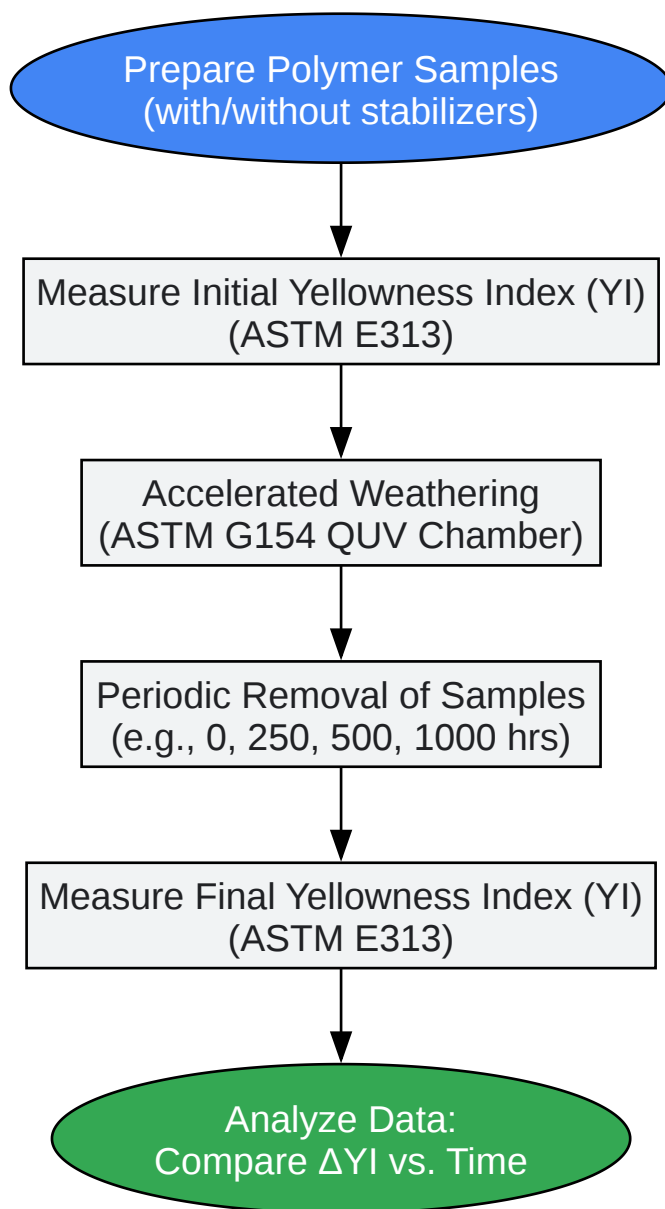 Prepare Polymer Samples
(with/without stabilizers)
Measure Initial Yellowness Index (YI)
(ASTM E313)
Accelerated Weathering
(ASTM G154 QUV Chamber)
Periodic Removal of Samples
(e.g., 0, 250, 500, 1000 hrs)
Measure Final Yellowness Index (YI)
(ASTM E313)
Analyze Data:
Compare ΔYI vs. Time